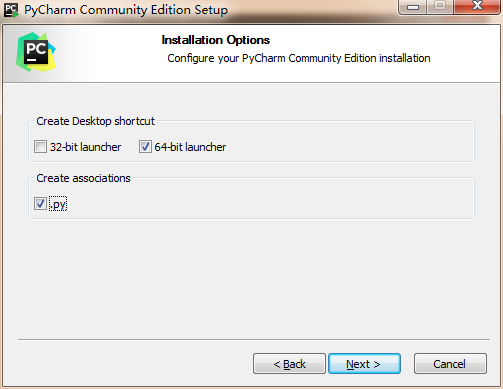 PyCharm Community Edition Setup
PC
Installation Options
Configure your PyCharm Community Edition installation
Create Desktop shortcut
32-bit launcher 64-bit launcher
Create associations
.py
< Back Next > Cancel